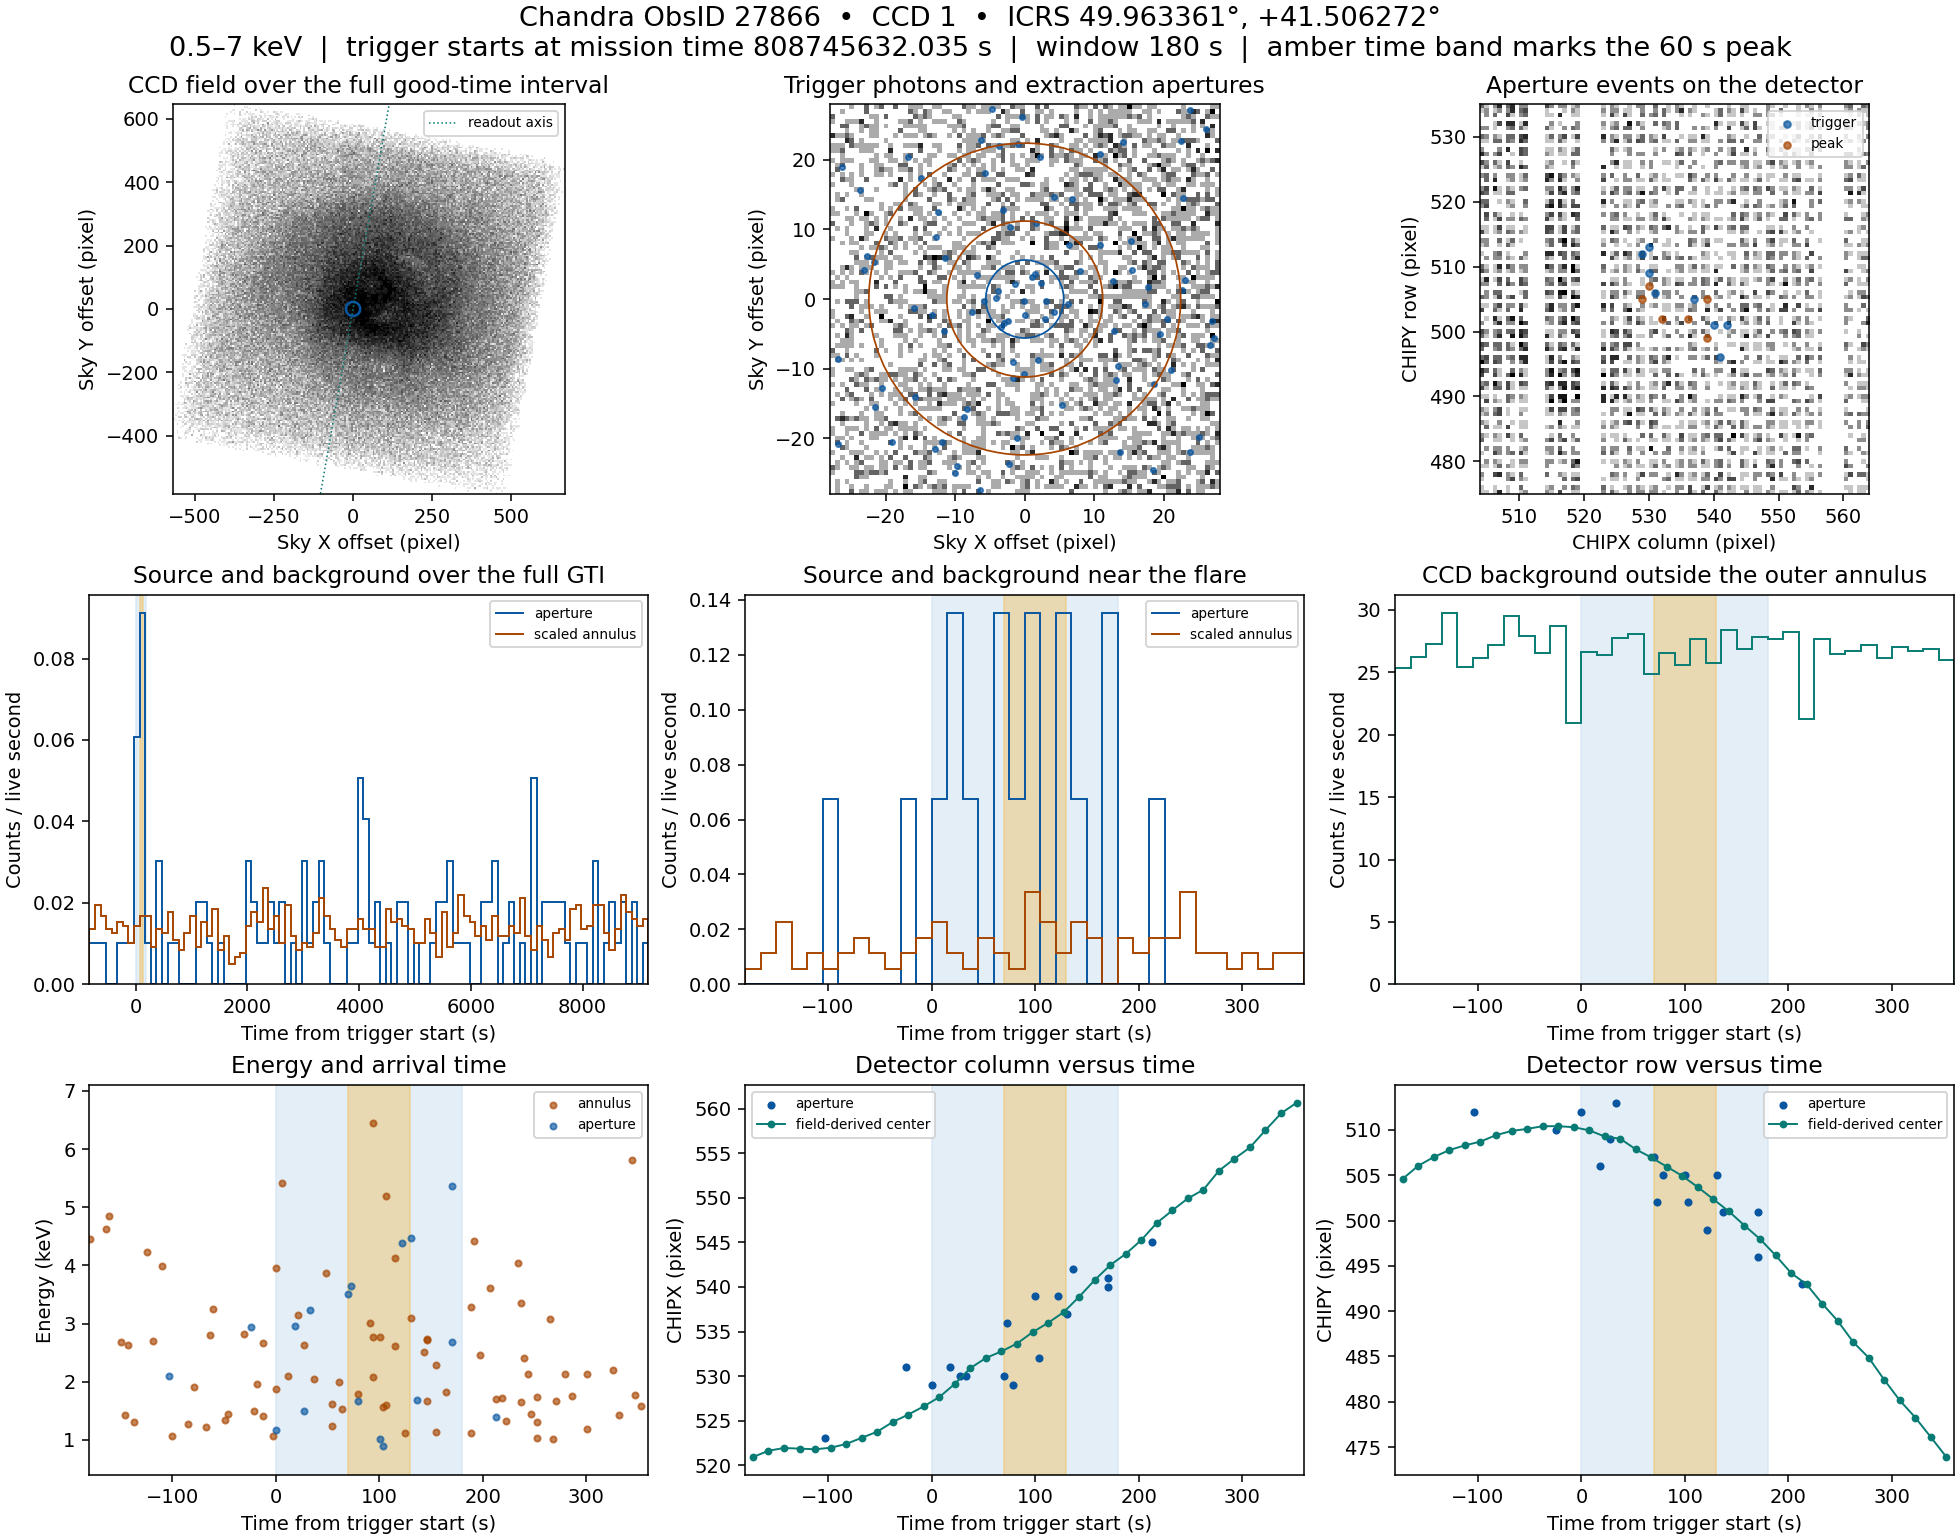 Chandra ObsID 27866 • CCD 1 • ICRS 49.963361°, +41.506272°
0.5–7 keV | trigger starts at mission time 808745632.035 s | window 180 s | amber time band marks the 60 s peak
CCD field over the full good-time interval
readout axis
600
400
200
0
−200
−400
−500
−250
0
250
500
Sky X offset (pixel)
Sky Y offset (pixel)
Trigger photons and extraction apertures
20
10
0
−10
−20
−20
−10
0
10
20
Sky X offset (pixel)
Sky Y offset (pixel)
Aperture events on the detector
trigger
peak
530
520
510
500
490
480
510
520
530
540
550
560
CHIPX column (pixel)
CHIPY row (pixel)
Source and background over the full GTI
aperture
scaled annulus
0.08
0.06
0.04
0.02
0.00
0
2000
4000
6000
8000
Time from trigger start (s)
Counts / live second
Source and background near the flare
aperture
scaled annulus
0.14
0.12
0.10
0.08
0.06
0.04
0.02
0.00
−100
0
100
200
300
Time from trigger start (s)
Counts / live second
CCD background outside the outer annulus
30
25
20
15
10
5
0
−100
0
100
200
300
Time from trigger start (s)
Counts / live second
Energy and arrival time
annulus
aperture
7
6
5
4
3
2
1
−100
0
100
200
300
Time from trigger start (s)
Energy (keV)
Detector column versus time
aperture
field-derived center
560
555
550
545
540
535
530
525
520
−100
0
100
200
300
Time from trigger start (s)
CHIPX (pixel)
Detector row versus time
aperture
field-derived center
510
505
500
495
490
485
480
475
−100
0
100
200
300
Time from trigger start (s)
CHIPY (pixel)